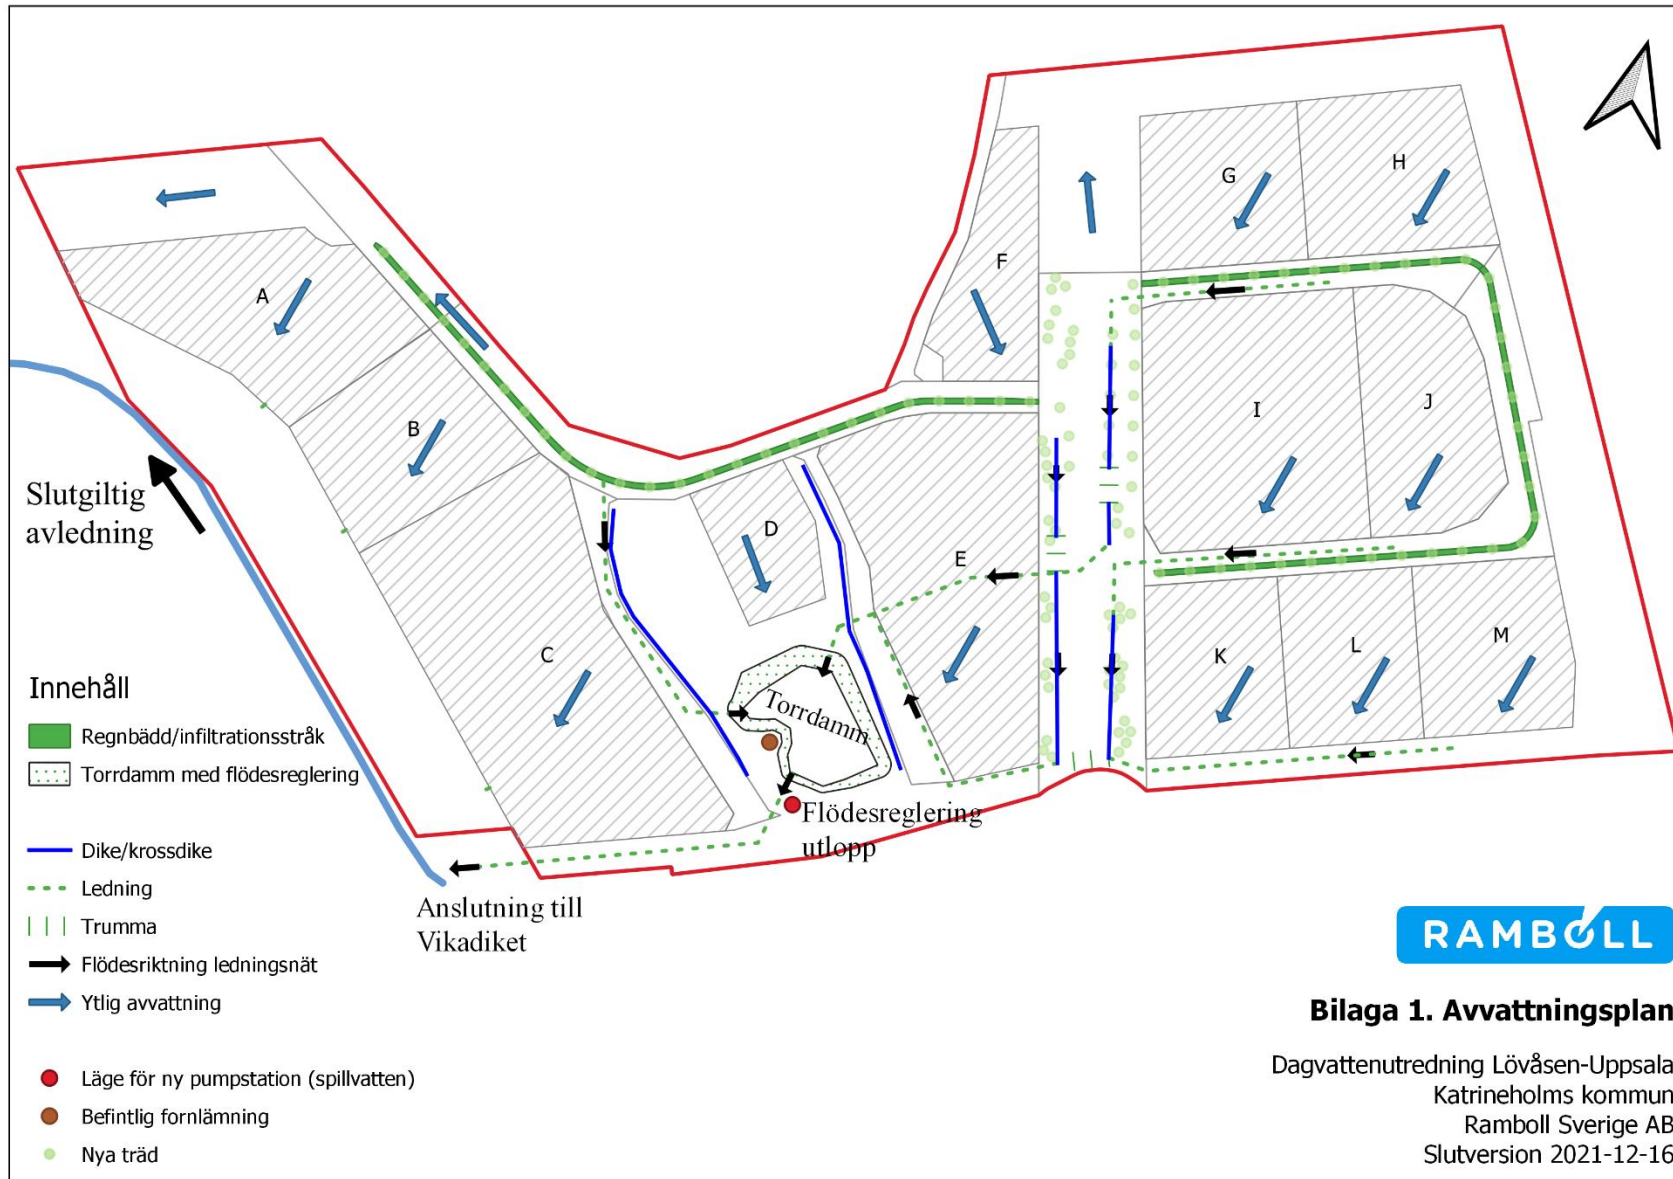 A
B
C
D
E
F
G
H
I
J
K
L
M
Slutgiltig
avledning
Torrdamm
Flödesreglering
utlopp
Anslutning till
Vikadiket
Innehåll
Regnbädd/infiltrationsstråk
Torrdamm med flödesreglering
Dike/krossdike
Ledning
Trumma
Flödesriktning ledningsnät
Ytlig avvattning
Läge för ny pumpstation (spillvatten)
Befintlig fornlämning
Nya träd
RAMBOLL
Bilaga 1. Avvattningsplan
Dagvattenutredning Lövåsen-Uppsala
Katrineholms kommun
Ramboll Sverige AB
Slutversion 2021-12-16